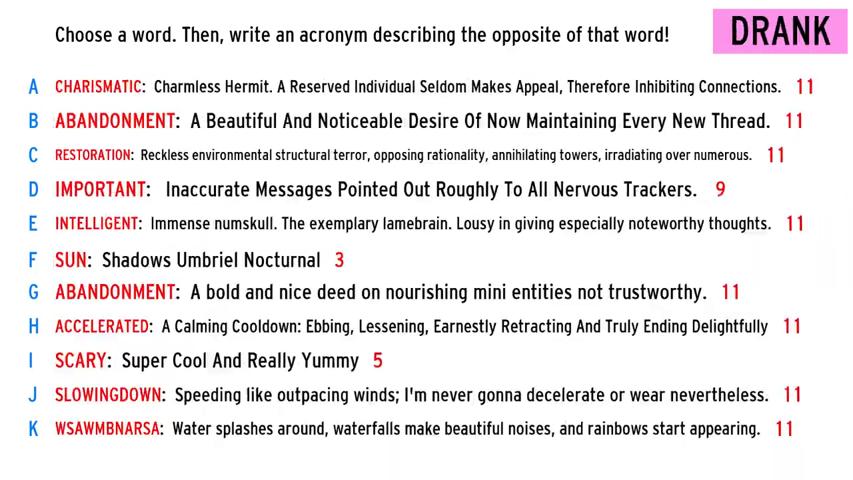 Choose a word. Then, write an acronym describing the opposite of that word!
DRANK
A CHARISMATIC: Charmless Hermit. A Reserved Individual Seldom Makes Appeal, Therefore Inhibiting Connections. 11
B ABANDONMENT: A Beautiful And Noticeable Desire Of Now Maintaining Every New Thread. 11
C RESTORATION: Reckless environmental structural terror, opposing rationality, annihilating towers, irradiating over numerous. 11
D IMPORTANT: Inaccurate Messages Pointed Out Roughly To All Nervous Trackers. 9
E INTELLIGENT: Immense numskull. The exemplary lamebrain. Lousy in giving especially noteworthy thoughts. 11
F SUN: Shadows Umbriel Nocturnal 3
G ABANDONMENT: A bold and nice deed on nourishing mini entities not trustworthy. 11
H ACCELERATED: A Calming Cooldown: Ebbing, Lessening, Earnestly Retracting And Truly Ending Delightfully 11
I SCARY: Super Cool And Really Yummy 5
J SLOWINGDOWN: Speeding like outpacing winds; I'm never gonna decelerate or wear nevertheless. 11
K WSAWMBNARSA: Water splashes around, waterfalls make beautiful noises, and rainbows start appearing. 11